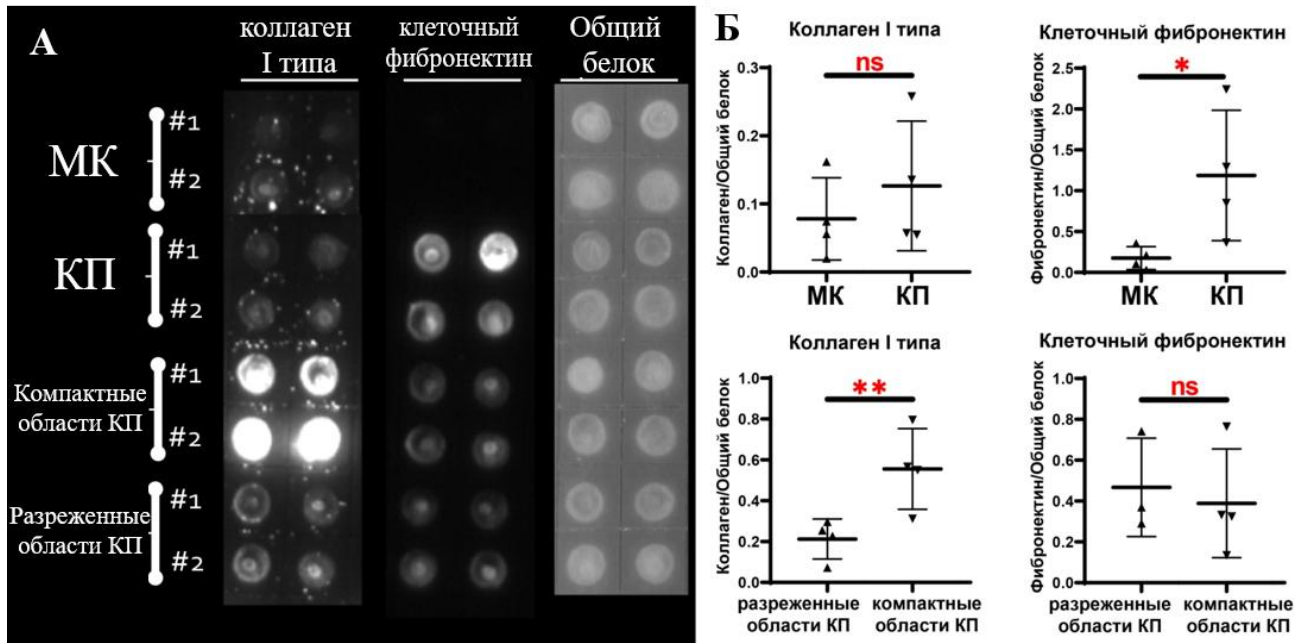 А
коллаген
I типа
клеточный
фибронектин
Общий
белок
МК
#1
#2
КП
#1
#2
Компактные
области КП
#1
#2
Разреженные
области КП
#1
#2
Б
Коллаген I типа
Коллаген/Общий белок
0.3
0.2
0.1
0.0
ns
МК КП
Клеточный фибронектин
Фибронектин/Общий белок
2.5
2.0
1.5
1.0
0.5
0.0
*
МК КП
Коллаген I типа
Коллаген/Общий белок
1.0
0.8
0.6
0.4
0.2
0.0
**
разреженные компактные
области КП области КП
Клеточный фибронектин
Фибронектин/Общий белок
1.0
0.8
0.6
0.4
0.2
0.0
ns
разреженные компактные
области КП области КП